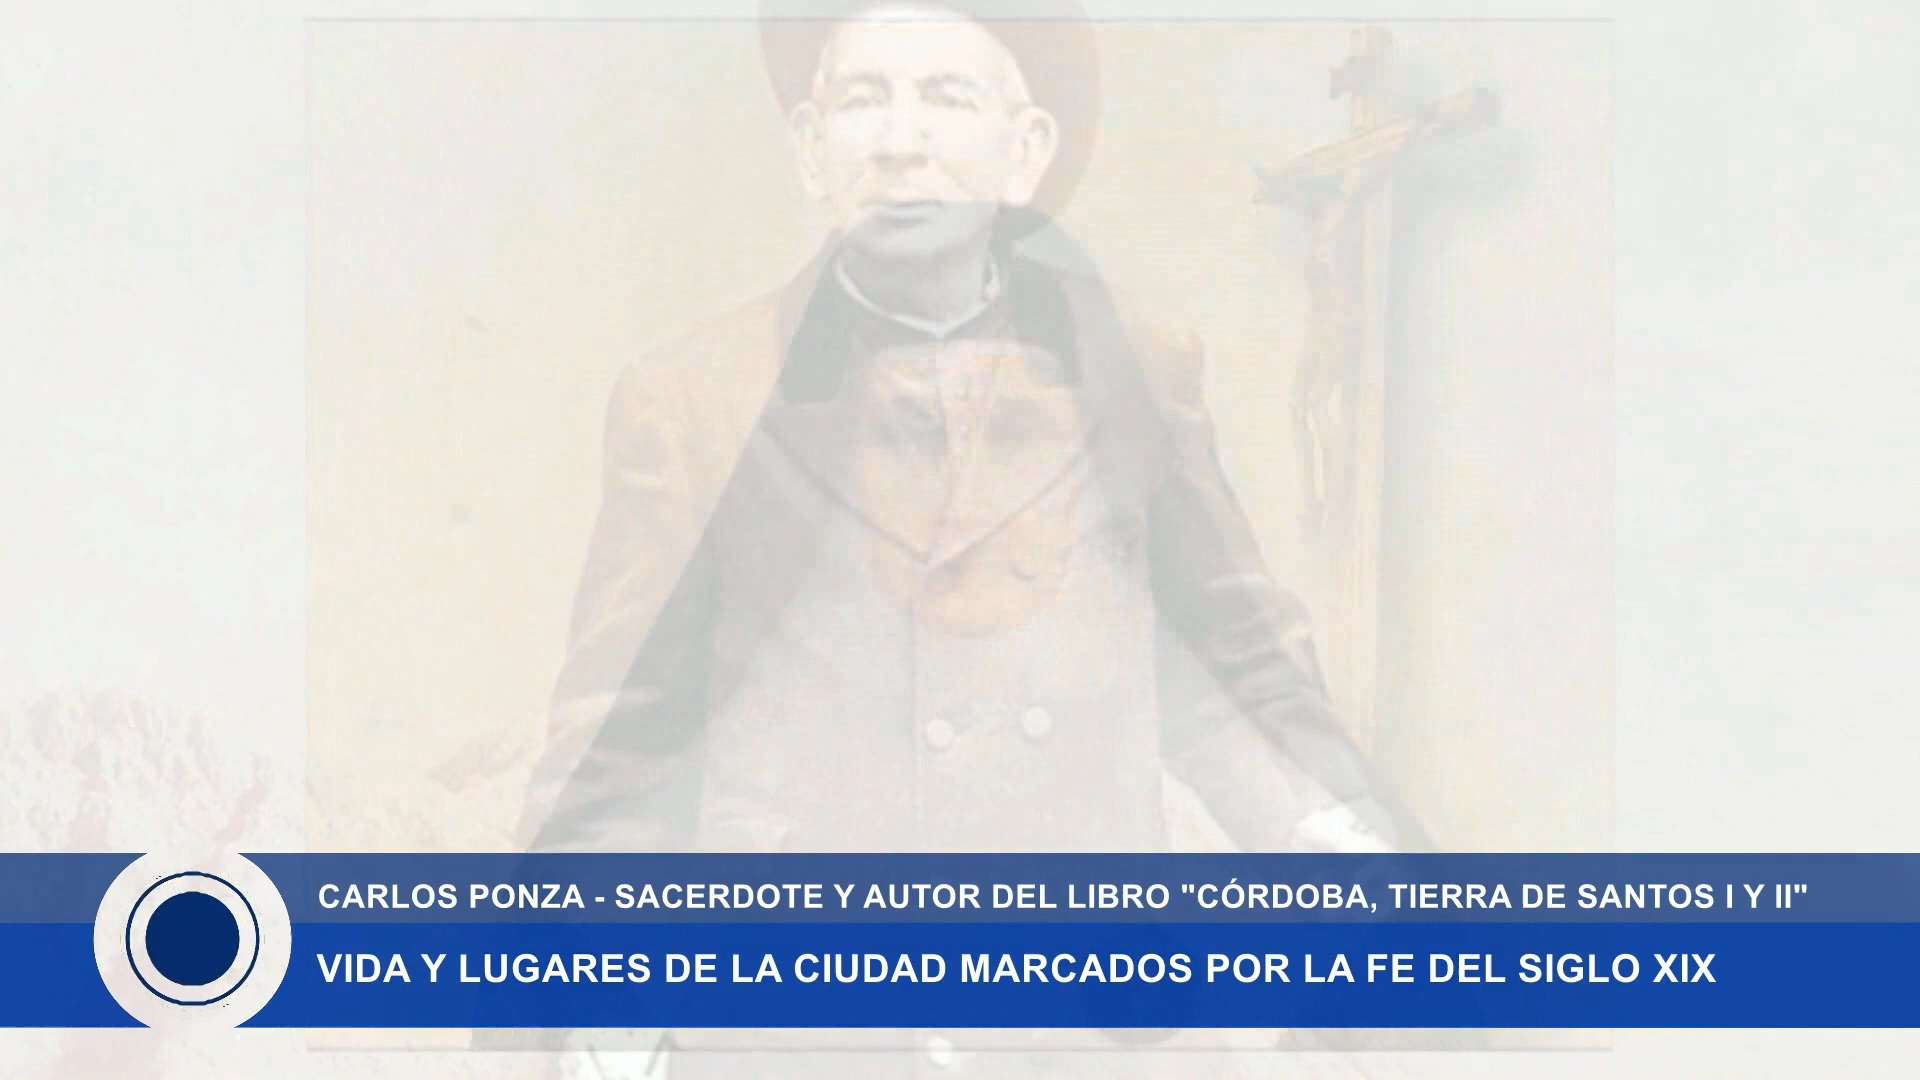 CARLOS PONZA - SACERDOTE Y AUTOR DEL LIBRO "CÓRDOBA, TIERRA DE SANTOS I Y II"
VIDA Y LUGARES DE LA CIUDAD MARCADOS POR LA FE DEL SIGLO XIX